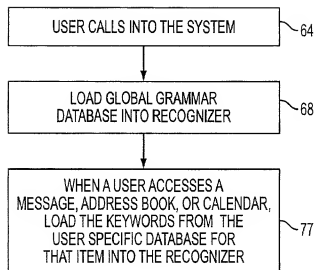 USER CALLS INTO THE SYSTEM
64
LOAD GLOBAL GRAMMAR
DATABASE INTO RECOGNIZER
68
WHEN A USER ACCESSES A
MESSAGE, ADDRESS BOOK, OR CALENDAR,
LOAD THE KEYWORDS FROM THE
USER SPECIFIC DATABASE FOR
THAT ITEM INTO THE RECOGNIZER
77